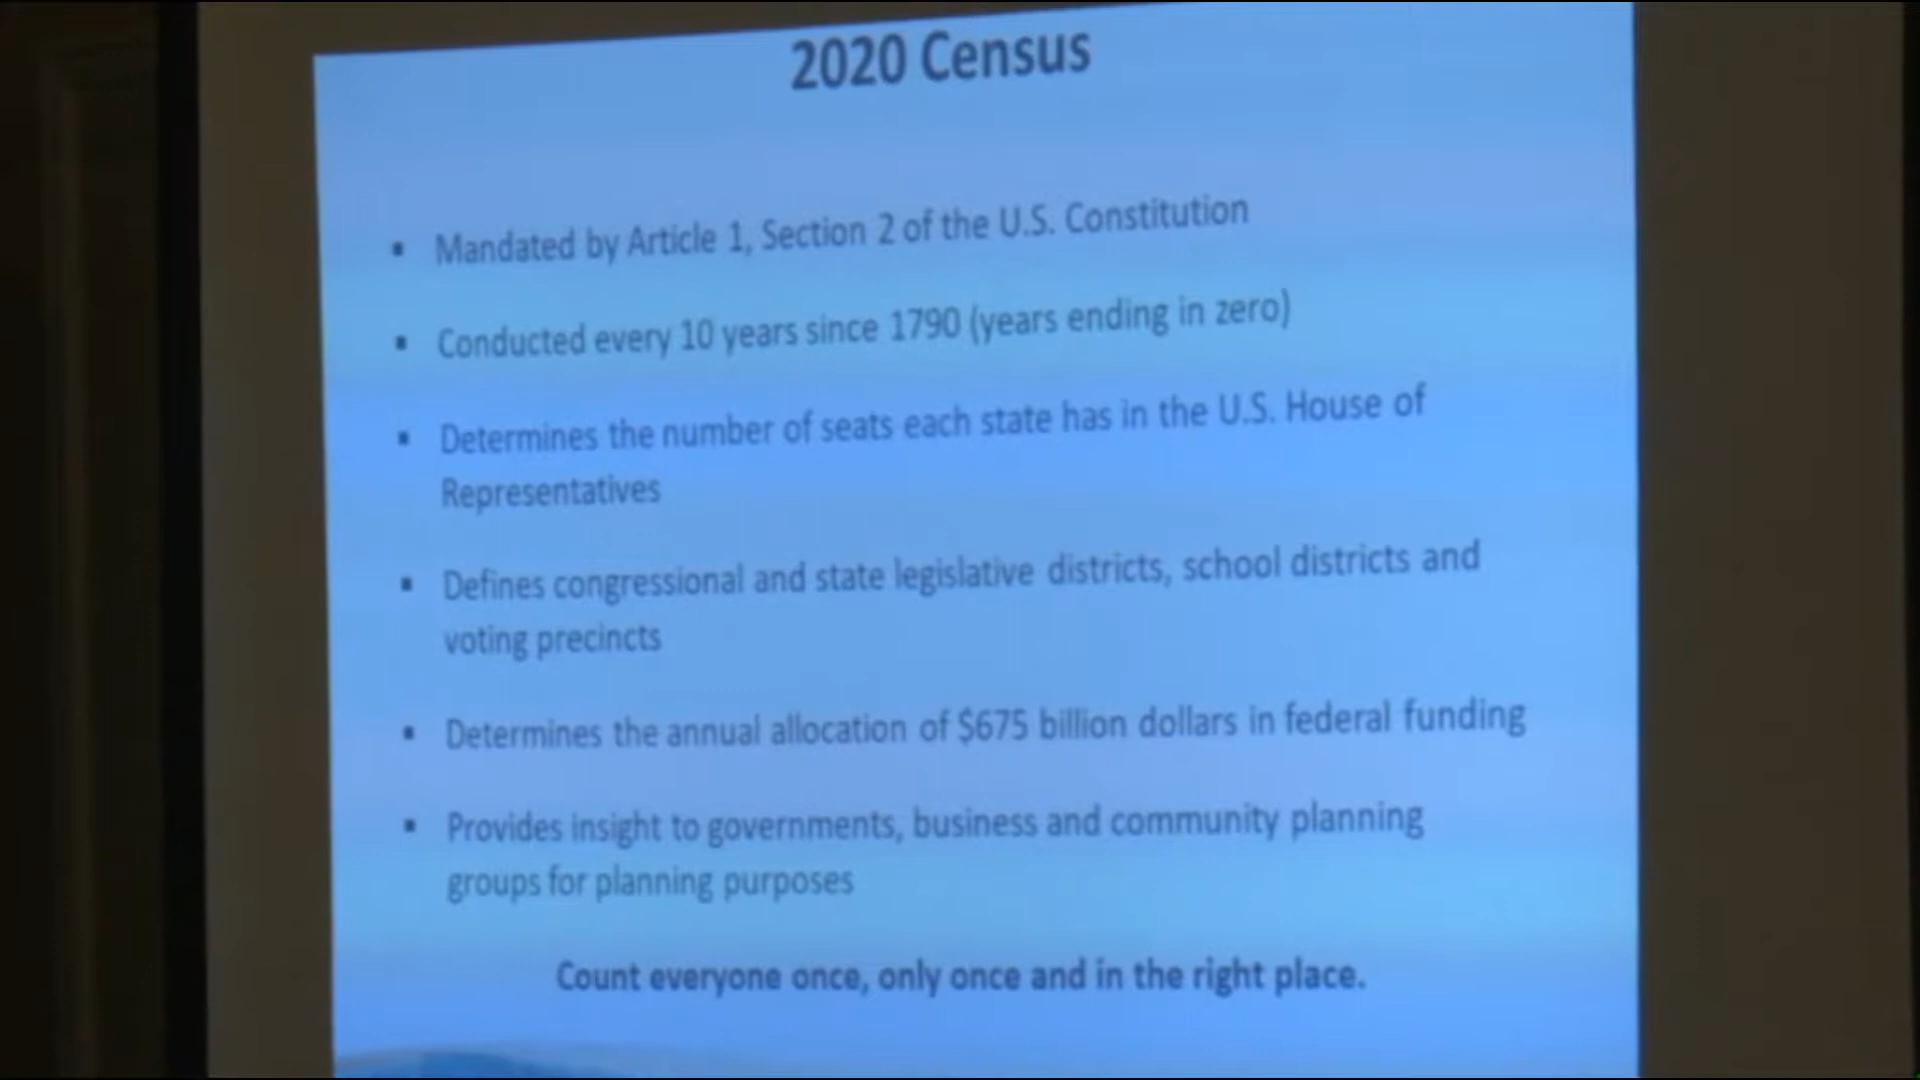 2020 Census
▪ Mandated by Article 1, Section 2 of the U.S. Constitution
▪ Conducted every 10 years since 1790 (years ending in zero)
▪ Determines the number of seats each state has in the U.S. House of
Representatives
▪ Defines congressional and state legislative districts, school districts and
voting precincts
▪ Determines the annual allocation of $675 billion dollars in federal funding
▪ Provides insight to governments, business and community planning
groups for planning purposes
Count everyone once, only once and in the right place.